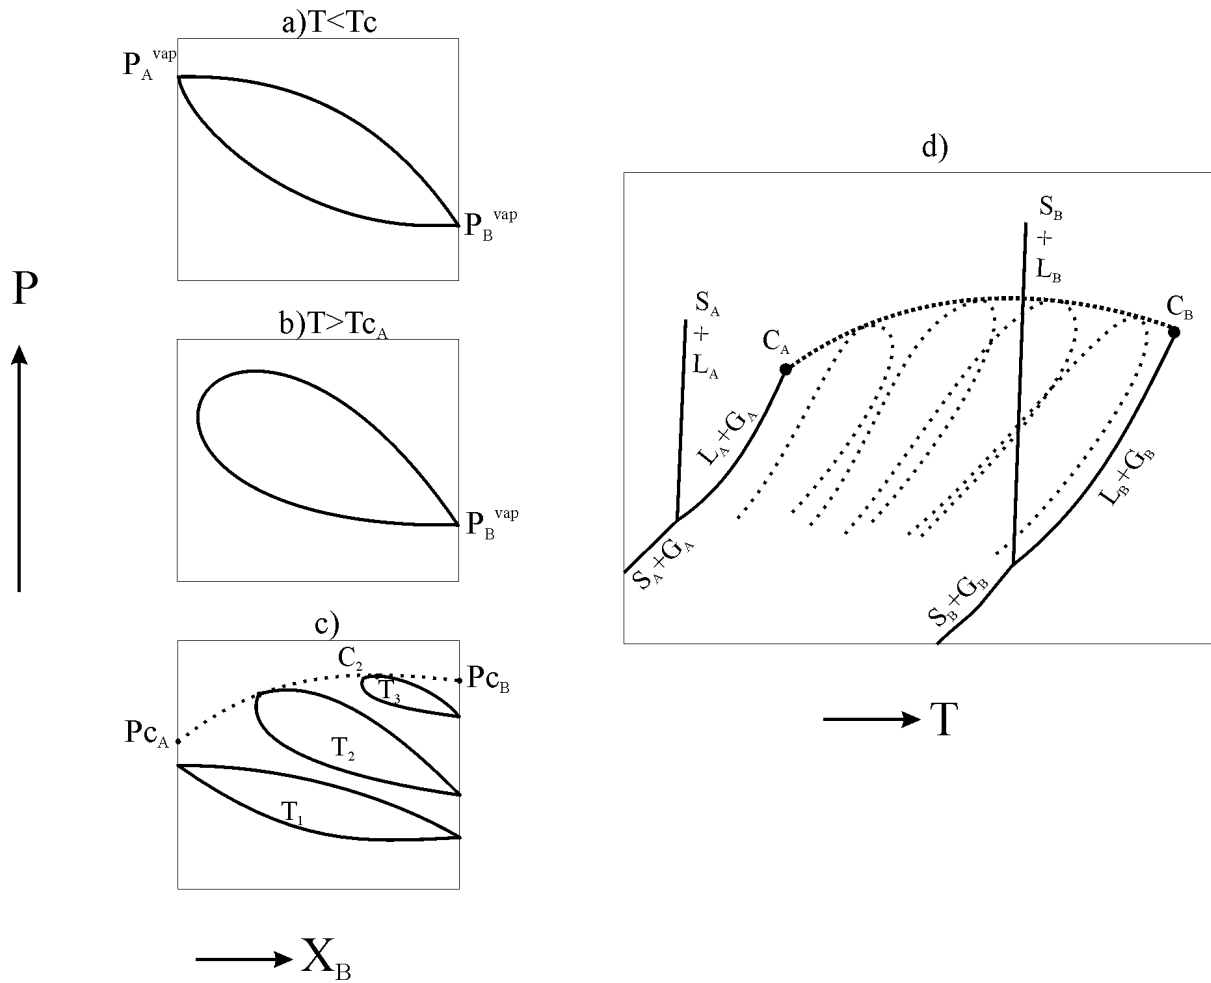 a)T<Tc
P_A^vap
P_B^vap
P
b)T>Tc_A
P_B^vap
c)
C_2
Pc_B
T_3
Pc_A
T_2
T_1
X_B
d)
S_B
+
L_B
S_A
+
L_A
C_A
C_B
L_A+G_A
L_B+G_B
S_A+G_A
S_B+G_B
T